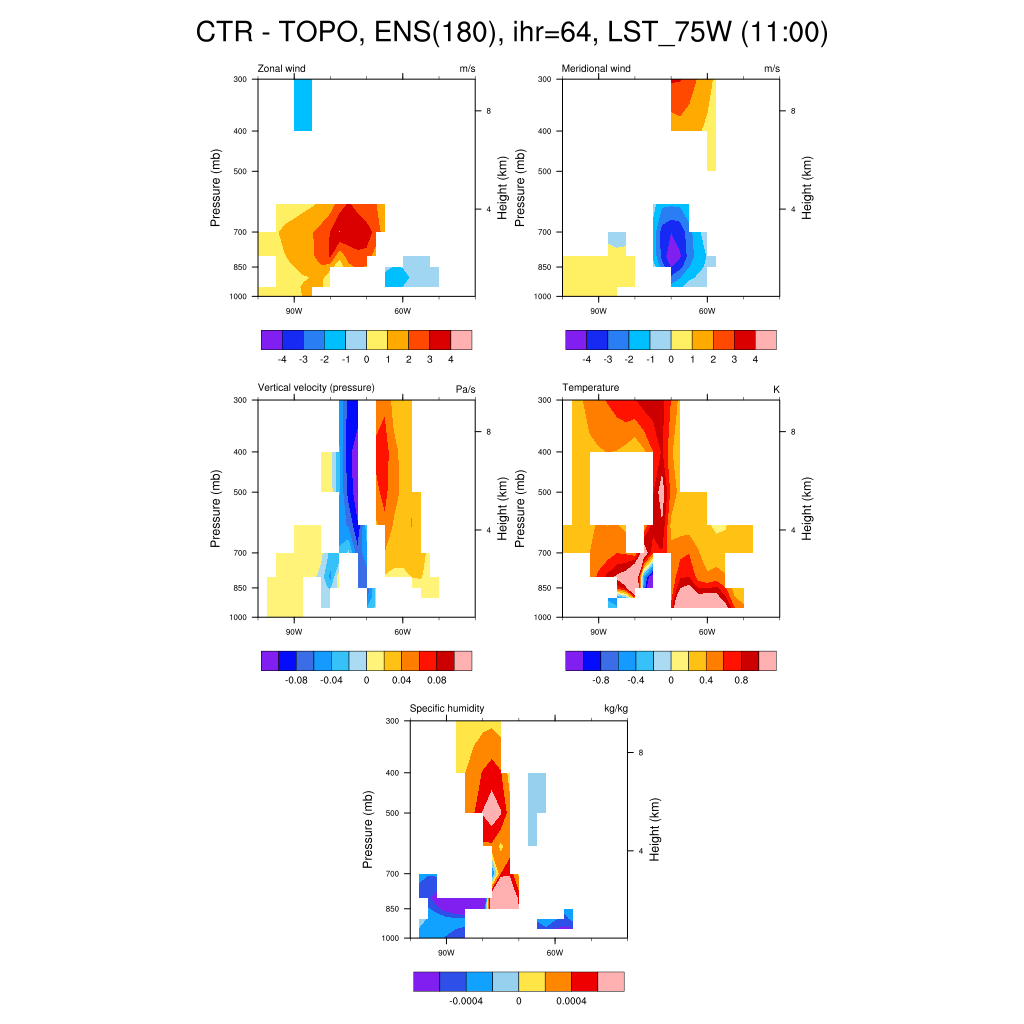 CTR - TOPO, ENS(180), ihr=64, LST_75W (11:00)
Zonal wind m/s
300
400
500
700
850
1000
Pressure (mb)
8
4
Height (km)
90W 60W
-4 -3 -2 -1 0 1 2 3 4
Meridional wind m/s
300
400
500
700
850
1000
Pressure (mb)
8
4
Height (km)
90W 60W
-4 -3 -2 -1 0 1 2 3 4
Vertical velocity (pressure) Pa/s
300
400
500
700
850
1000
Pressure (mb)
8
4
Height (km)
90W 60W
-0.08 -0.04 0 0.04 0.08
Temperature K
300
400
500
700
850
1000
Pressure (mb)
8
4
Height (km)
90W 60W
-0.8 -0.4 0 0.4 0.8
Specific humidity kg/kg
300
400
500
700
850
1000
Pressure (mb)
8
4
Height (km)
90W 60W
-0.0004 0 0.0004